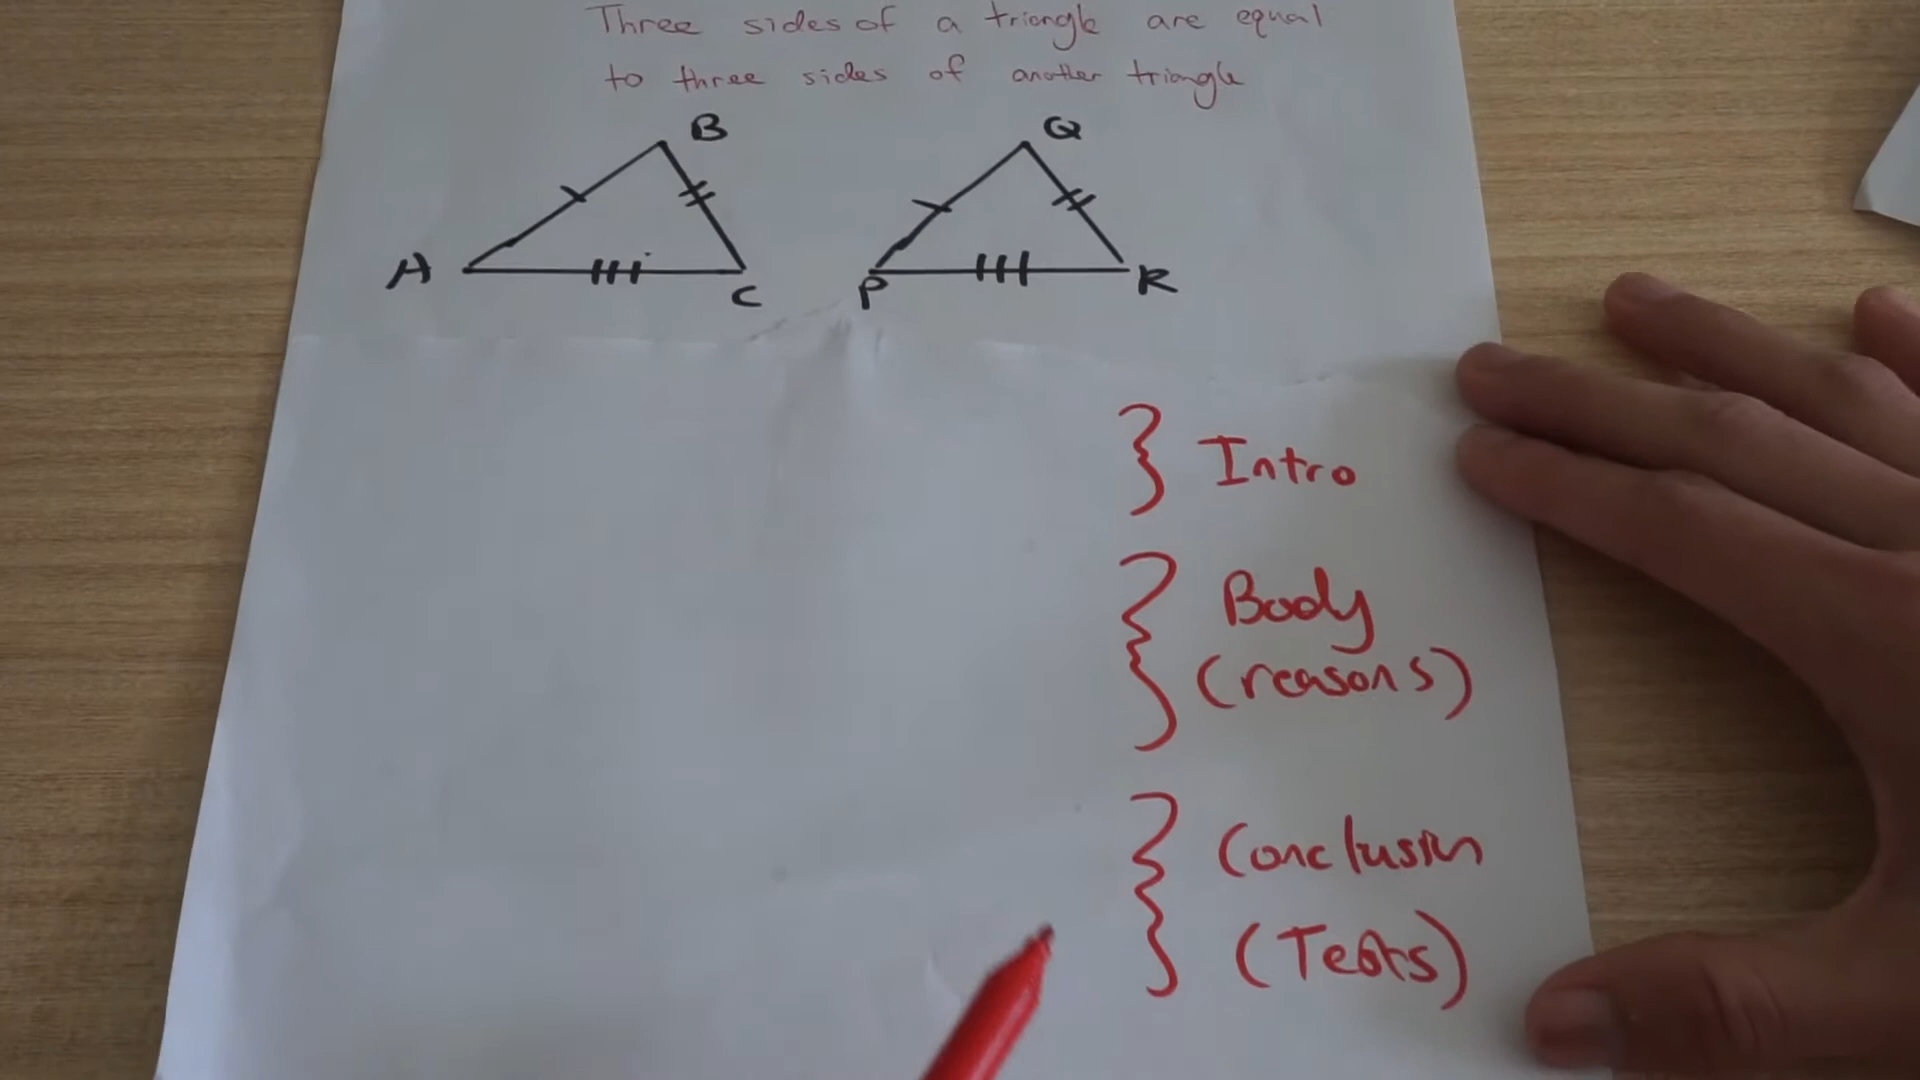 Three sides of a triangle are equal
to three sides of another triangle
B
Q
A
C
P
R
Intro
Body
(reasons)
Conclusion
(Tests)